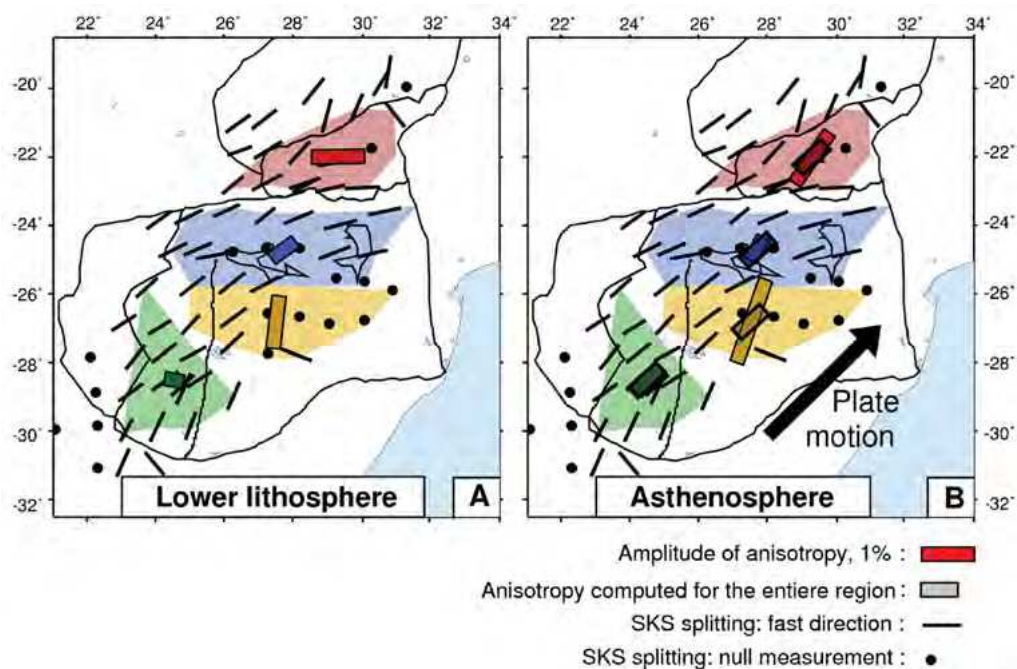 22° 24° 26° 28° 30° 32° 34°
22° 24° 26° 28° 30° 32° 34°
-20°
-22°
-24°
-26°
-28°
-30°
-32°
-20°
-22°
-24°
-26°
-28°
-30°
-32°
Plate
motion
Lower lithosphere
A
Asthenosphere
B
Amplitude of anisotropy, 1% :
Anisotropy computed for the entiere region :
SKS splitting: fast direction :
SKS splitting: null measurement :